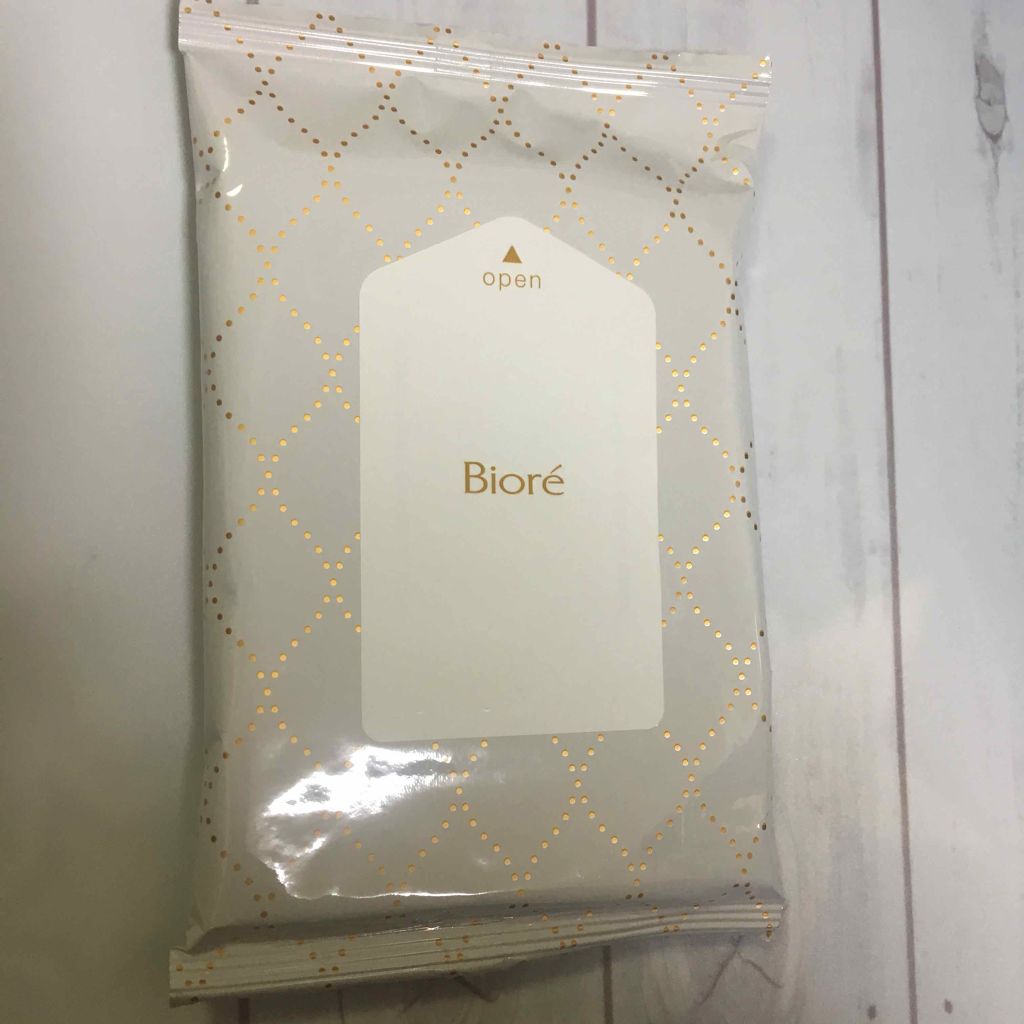 ▲
open
Bioré